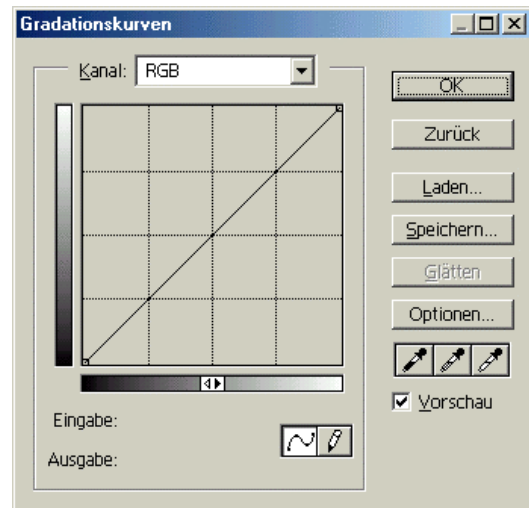 Gradationskurven
Kanal: RGB
OK
Zurück
Laden...
Speichern...
Glätten
Optionen...
Vorschau
Eingabe:
Ausgabe: